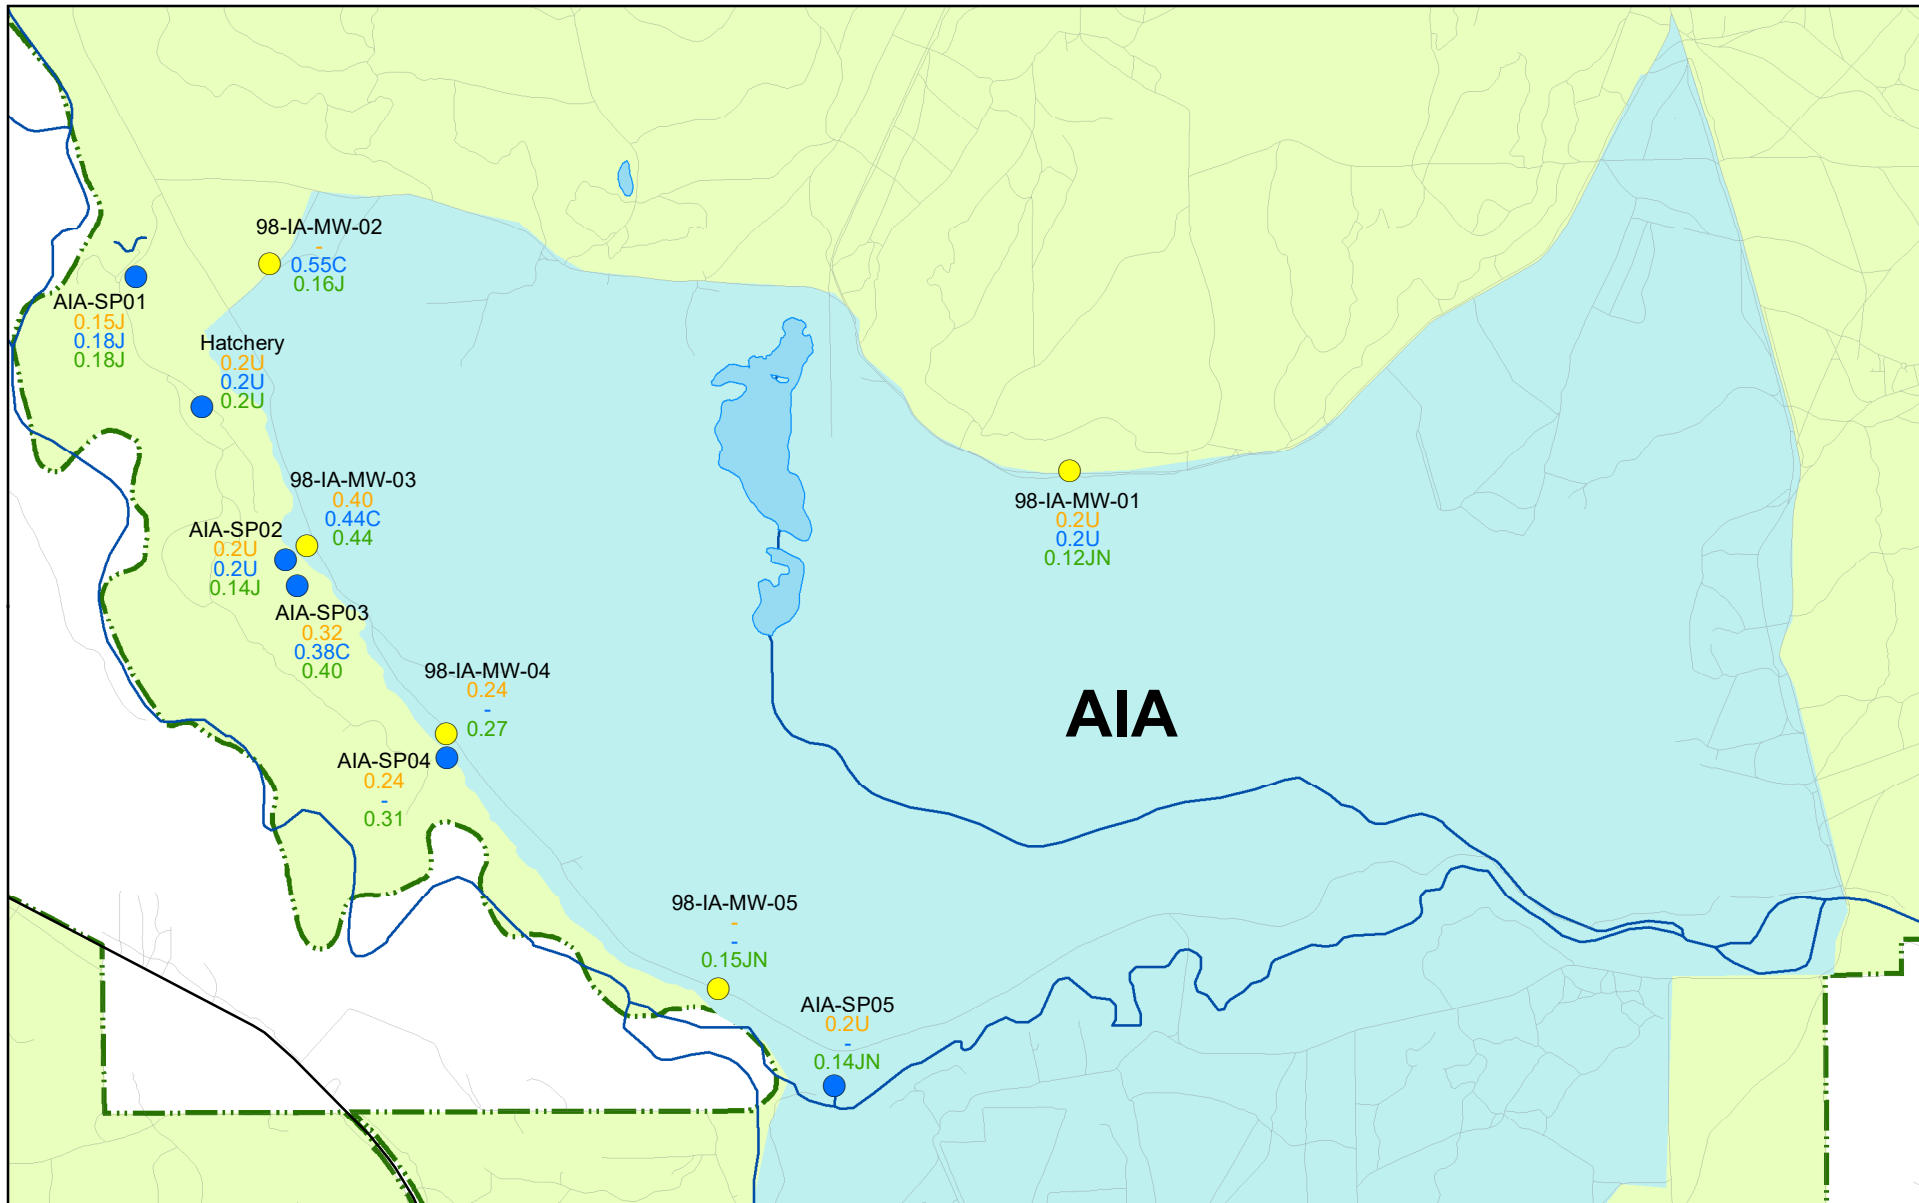 98-IA-MW-02
-
0.55C
0.16J
AIA-SP01
0.15J
0.18J
0.18J
Hatchery
0.2U
0.2U
0.2U
98-IA-MW-03
0.40
0.44C
0.44
98-IA-MW-01
0.2U
0.2U
0.12JN
AIA-SP02
0.2U
0.2U
0.14J
AIA-SP03
0.32
0.38C
0.40
98-IA-MW-04
0.24
-
0.27
AIA
AIA-SP04
0.24
-
0.31
98-IA-MW-05
-
-
0.15JN
AIA-SP05
0.2U
-
0.14JN